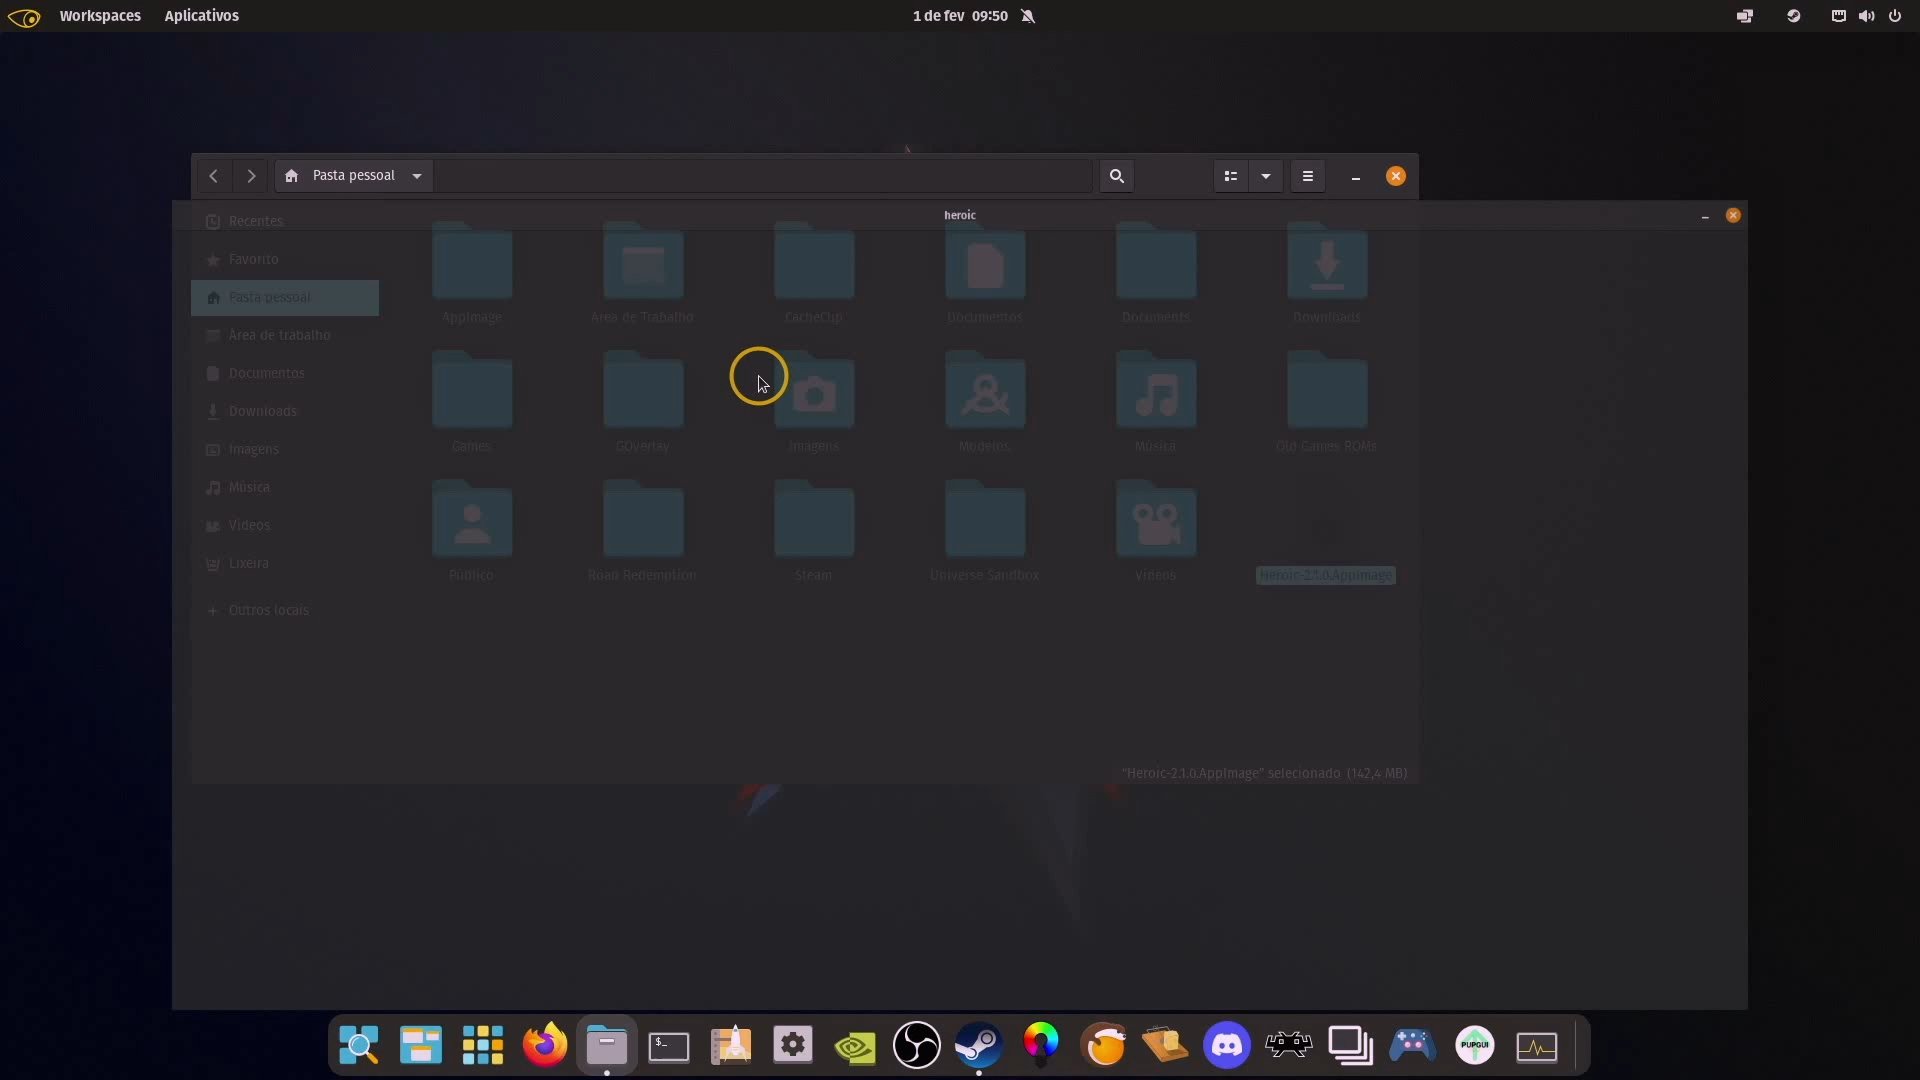 Workspaces Aplicativos 1 de fev 09:50
Pasta pessoal
heroic
Recentes
Favorito
Pasta pessoal
Área de trabalho
Documentos
Downloads
Imagens
Música
Vídeos
Lixeira
Outros locais
AppImage Área de Trabalho CacheClip Documentos Documents Downloads
Games GOverlay Imagens Modelos Música Old Games ROMs
Público Road Redemption Steam Universe Sandbox Vídeos Heroic-2.1.0.AppImage
"Heroic-2.1.0.AppImage" selecionado (142,4 MB)
$_
PUPGUI